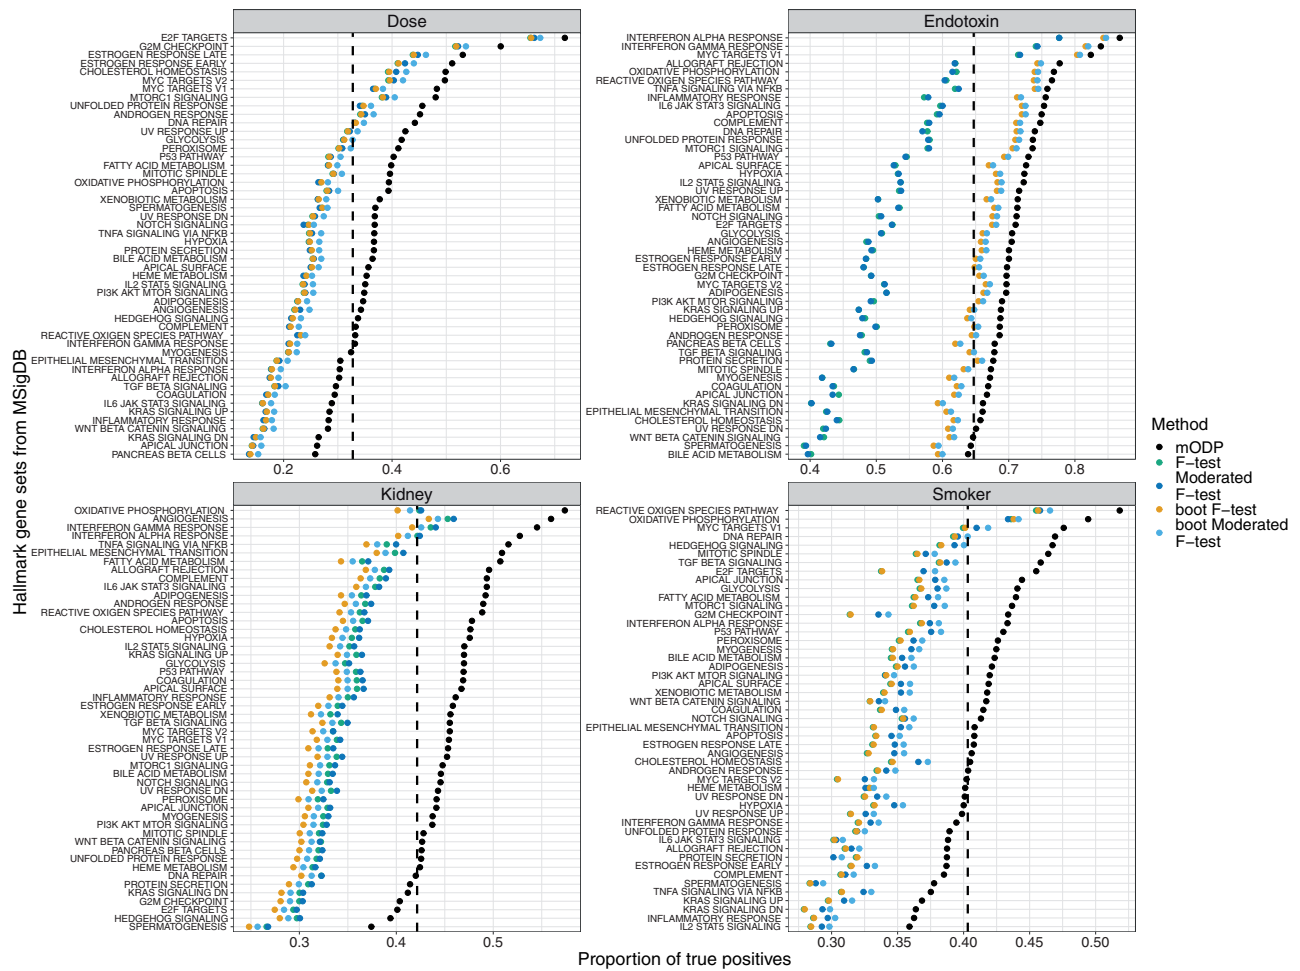 Dose
E2F TARGETS
G2M CHECKPOINT
ESTROGEN RESPONSE LATE
ESTROGEN RESPONSE EARLY
CHOLESTEROL HOMEOSTASIS
MYC TARGETS V2
MYC TARGETS V1
MTORC1 SIGNALING
UNFOLDED PROTEIN RESPONSE
ANDROGEN RESPONSE
DNA REPAIR
UV RESPONSE UP
GLYCOLYSIS
PEROXISOME
P53 PATHWAY
FATTY ACID METABOLISM
MITOTIC SPINDLE
OXIDATIVE PHOSPHORYLATION
APOPTOSIS
XENOBIOTIC METABOLISM
SPERMATOGENESIS
UV RESPONSE DN
NOTCH SIGNALING
TNFA SIGNALING VIA NFKB
HYPOXIA
PROTEIN SECRETION
BILE ACID METABOLISM
APICAL SURFACE
HEME METABOLISM
IL2 STAT5 SIGNALING
PI3K AKT MTOR SIGNALING
ADIPOGENESIS
ANGIOGENESIS
HEDGEHOG SIGNALING
COMPLEMENT
REACTIVE OXIGEN SPECIES PATHWAY
INTERFERON GAMMA RESPONSE
MYOGENESIS
EPITHELIAL MESENCHYMAL TRANSITION
INTERFERON ALPHA RESPONSE
ALLOGRAFT REJECTION
TGF BETA SIGNALING
COAGULATION
IL6 JAK STAT3 SIGNALING
KRAS SIGNALING UP
INFLAMMATORY RESPONSE
WNT BETA CATENIN SIGNALING
KRAS SIGNALING DN
APICAL JUNCTION
PANCREAS BETA CELLS
0.2 0.4 0.6
Endotoxin
INTERFERON ALPHA RESPONSE
INTERFERON GAMMA RESPONSE
MYC TARGETS V1
ALLOGRAFT REJECTION
OXIDATIVE PHOSPHORYLATION
REACTIVE OXIGEN SPECIES PATHWAY
TNFA SIGNALING VIA NFKB
INFLAMMATORY RESPONSE
IL6 JAK STAT3 SIGNALING
APOPTOSIS
COMPLEMENT
DNA REPAIR
UNFOLDED PROTEIN RESPONSE
MTORC1 SIGNALING
P53 PATHWAY
APICAL SURFACE
HYPOXIA
IL2 STAT5 SIGNALING
UV RESPONSE UP
XENOBIOTIC METABOLISM
FATTY ACID METABOLISM
NOTCH SIGNALING
E2F TARGETS
GLYCOLYSIS
ANGIOGENESIS
HEME METABOLISM
ESTROGEN RESPONSE EARLY
ESTROGEN RESPONSE LATE
G2M CHECKPOINT
MYC TARGETS V2
ADIPOGENESIS
PI3K AKT MTOR SIGNALING
KRAS SIGNALING UP
HEDGEHOG SIGNALING
PEROXISOME
ANDROGEN RESPONSE
PANCREAS BETA CELLS
TGF BETA SIGNALING
PROTEIN SECRETION
MITOTIC SPINDLE
MYOGENESIS
COAGULATION
APICAL JUNCTION
KRAS SIGNALING DN
EPITHELIAL MESENCHYMAL TRANSITION
CHOLESTEROL HOMEOSTASIS
UV RESPONSE DN
WNT BETA CATENIN SIGNALING
SPERMATOGENESIS
BILE ACID METABOLISM
0.4 0.5 0.6 0.7 0.8
Kidney
OXIDATIVE PHOSPHORYLATION
ANGIOGENESIS
INTERFERON GAMMA RESPONSE
INTERFERON ALPHA RESPONSE
TNFA SIGNALING VIA NFKB
EPITHELIAL MESENCHYMAL TRANSITION
FATTY ACID METABOLISM
ALLOGRAFT REJECTION
COMPLEMENT
IL6 JAK STAT3 SIGNALING
ADIPOGENESIS
ANDROGEN RESPONSE
REACTIVE OXIGEN SPECIES PATHWAY
APOPTOSIS
CHOLESTEROL HOMEOSTASIS
HYPOXIA
IL2 STAT5 SIGNALING
KRAS SIGNALING UP
GLYCOLYSIS
P53 PATHWAY
COAGULATION
APICAL SURFACE
INFLAMMATORY RESPONSE
ESTROGEN RESPONSE EARLY
XENOBIOTIC METABOLISM
TGF BETA SIGNALING
MYC TARGETS V2
MYC TARGETS V1
ESTROGEN RESPONSE LATE
UV RESPONSE UP
MTORC1 SIGNALING
BILE ACID METABOLISM
NOTCH SIGNALING
UV RESPONSE DN
PEROXISOME
APICAL JUNCTION
MYOGENESIS
PI3K AKT MTOR SIGNALING
MITOTIC SPINDLE
WNT BETA CATENIN SIGNALING
PANCREAS BETA CELLS
UNFOLDED PROTEIN RESPONSE
HEME METABOLISM
DNA REPAIR
PROTEIN SECRETION
KRAS SIGNALING DN
G2M CHECKPOINT
E2F TARGETS
HEDGEHOG SIGNALING
SPERMATOGENESIS
0.3 0.4 0.5
Smoker
REACTIVE OXIGEN SPECIES PATHWAY
OXIDATIVE PHOSPHORYLATION
MYC TARGETS V1
DNA REPAIR
HEDGEHOG SIGNALING
MITOTIC SPINDLE
TGF BETA SIGNALING
E2F TARGETS
APICAL JUNCTION
GLYCOLYSIS
FATTY ACID METABOLISM
MTORC1 SIGNALING
G2M CHECKPOINT
INTERFERON ALPHA RESPONSE
P53 PATHWAY
PEROXISOME
MYOGENESIS
BILE ACID METABOLISM
ADIPOGENESIS
PI3K AKT MTOR SIGNALING
APICAL SURFACE
XENOBIOTIC METABOLISM
WNT BETA CATENIN SIGNALING
COAGULATION
NOTCH SIGNALING
EPITHELIAL MESENCHYMAL TRANSITION
APOPTOSIS
ESTROGEN RESPONSE LATE
ANGIOGENESIS
CHOLESTEROL HOMEOSTASIS
ANDROGEN RESPONSE
MYC TARGETS V2
HEME METABOLISM
UV RESPONSE DN
HYPOXIA
UV RESPONSE UP
INTERFERON GAMMA RESPONSE
UNFOLDED PROTEIN RESPONSE
IL6 JAK STAT3 SIGNALING
ALLOGRAFT REJECTION
PROTEIN SECRETION
ESTROGEN RESPONSE EARLY
COMPLEMENT
SPERMATOGENESIS
TNFA SIGNALING VIA NFKB
KRAS SIGNALING UP
KRAS SIGNALING DN
INFLAMMATORY RESPONSE
IL2 STAT5 SIGNALING
0.30 0.35 0.40 0.45 0.50
Hallmark gene sets from MSigDB
Proportion of true positives
Method
mODP
F−test
Moderated
F−test
boot F−test
boot Moderated
F−test